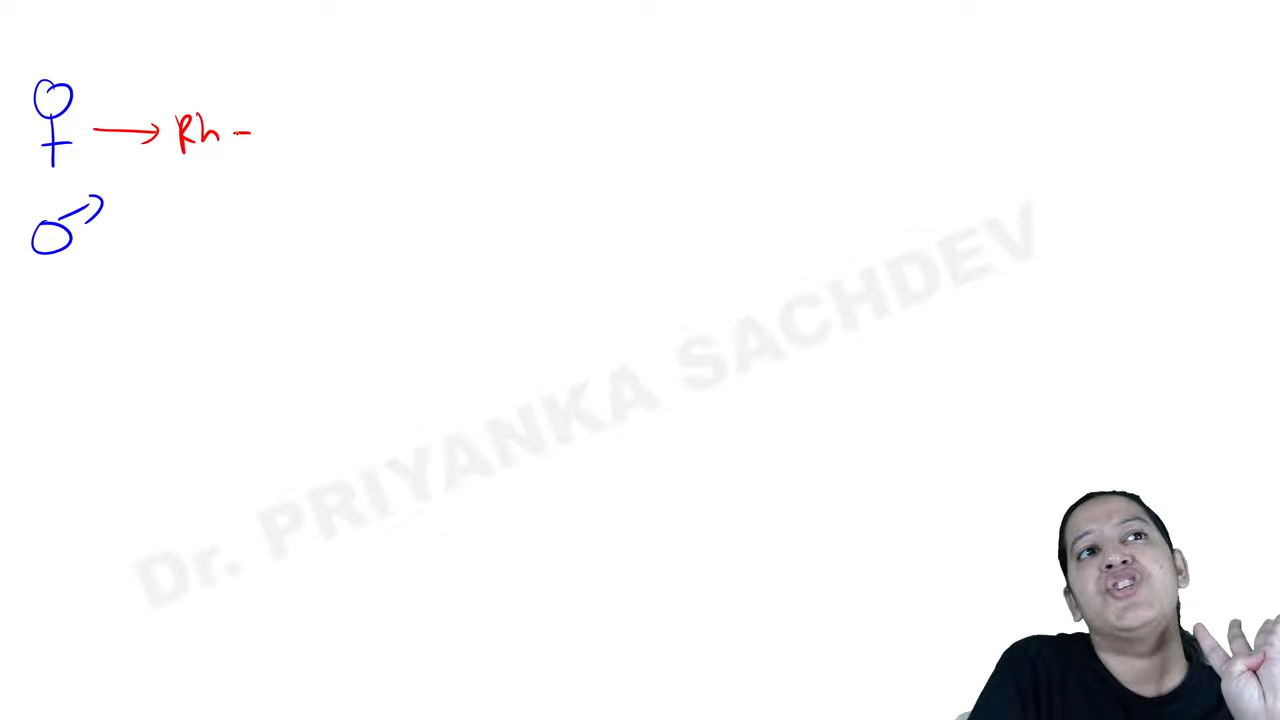 ♀ → Rh -
♂
Dr. PRIYANKA SACHDEV